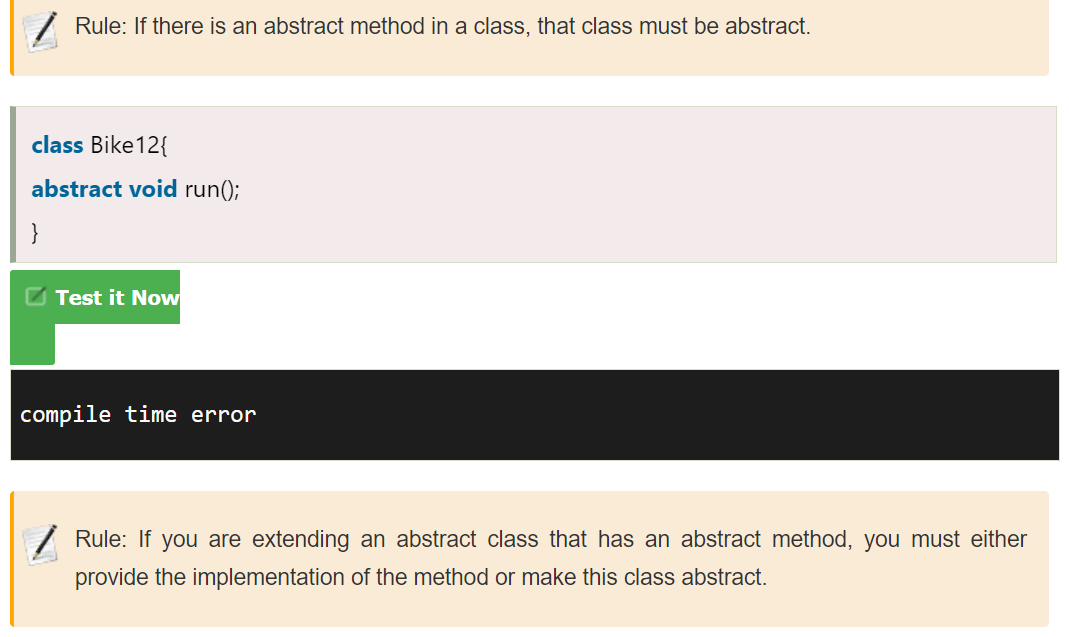 Rule: If there is an abstract method in a class, that class must be abstract.
class Bike12{
abstract void run();
}
Test it Now
compile time error
Rule: If you are extending an abstract class that has an abstract method, you must either
provide the implementation of the method or make this class abstract.